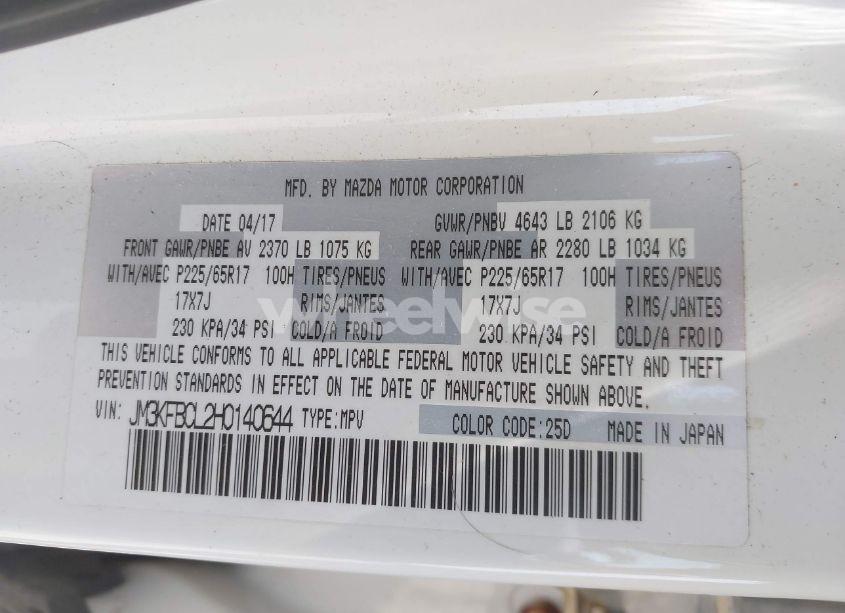 MFD. BY MAZDA MOTOR CORPORATION
DATE 04/17 GVWR/PNBV 4643 LB 2106 KG
FRONT GAWR/PNBE AV 2370 LB 1075 KG REAR GAWR/PNBE AR 2280 LB 1034 KG
WITH/AVEC P225/65R17 100H TIRES/PNEUS WITH/AVEC P225/65R17 100H TIRES/PNEUS
17X7J RIMS/JANTES 17X7J RIMS/JANTES
wheelwise
230 KPA/34 PSI COLD/A FROID 230 KPA/34 PSI COLD/A FROID
THIS VEHICLE CONFORMS TO ALL APPLICABLE FEDERAL MOTOR VEHICLE SAFETY AND THEFT
PREVENTION STANDARDS IN EFFECT ON THE DATE OF MANUFACTURE SHOWN ABOVE.
VIN: JM3KFBCL2H0140644 TYPE:MPV COLOR CODE:25D MADE IN JAPAN